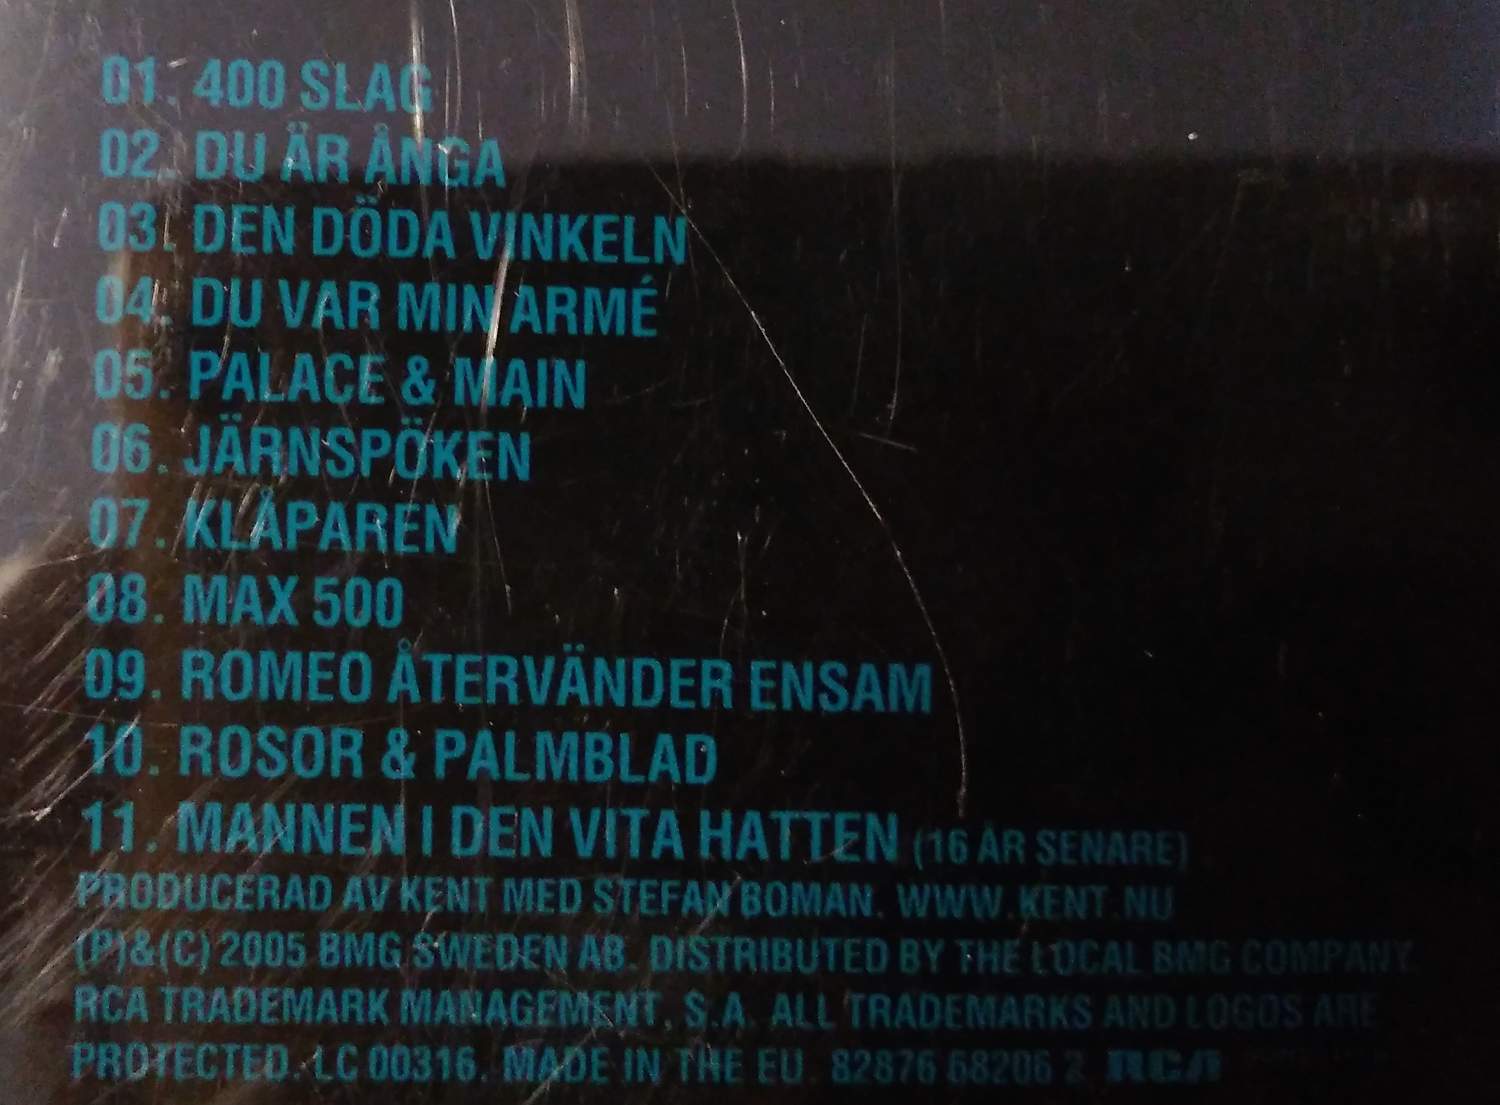 01. 400 SLAG
02. DU ÄR ÅNGA
03. DEN DÖDA VINKELN
04. DU VAR MIN ARMÉ
05. PALACE & MAIN
06. JÄRNSPÖKEN
07. KLÅPAREN
08. MAX 500
09. ROMEO ÅTERVÄNDER ENSAM
10. ROSOR & PALMBLAD
11. MANNEN I DEN VITA HATTEN (16 ÅR SENARE)
PRODUCERAD AV KENT MED STEFAN BOMAN. WWW.KENT.NU
(P)&(C) 2005 BMG SWEDEN AB. DISTRIBUTED BY THE LOCAL BMG COMPANY.
RCA TRADEMARK MANAGEMENT, S.A. ALL TRADEMARKS AND LOGOS ARE
PROTECTED. LC 00316. MADE IN THE EU. 82876 68206 2 RCA